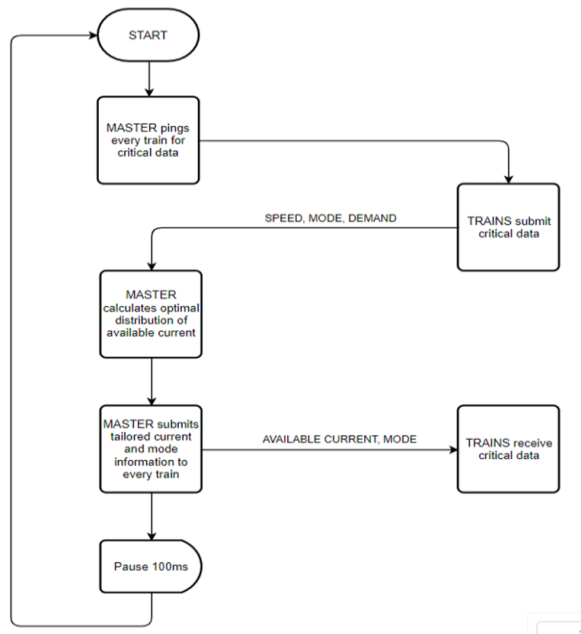 START
MASTER pings
every train for
critical data
TRAINS submit
critical data
SPEED, MODE, DEMAND
MASTER
calculates optimal
distribution of
available current
MASTER submits
tailored current
and mode
information to
every train
AVAILABLE CURRENT, MODE
TRAINS receive
critical data
Pause 100ms